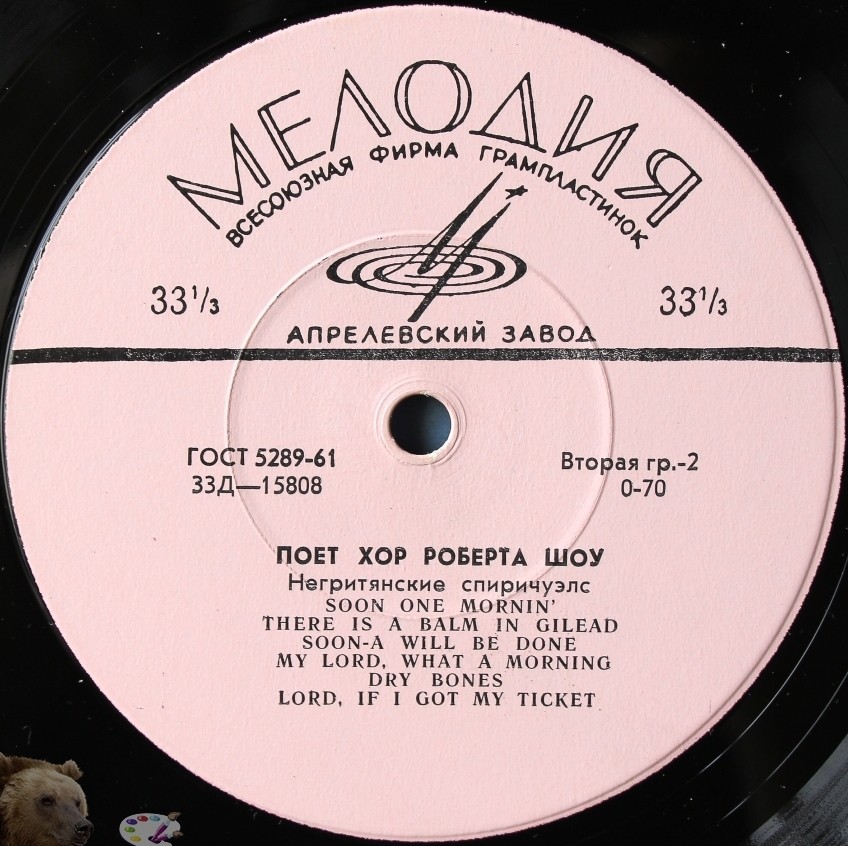 МЕЛОДИЯ
ВСЕСОЮЗНАЯ ФИРМА ГРАМПЛАСТИНОК
33⅓ 33⅓
АПРЕЛЕВСКИЙ ЗАВОД
ГОСТ 5289-61
33Д—15808
Вторая гр.-2
0-70
ПОЕТ ХОР РОБЕРТА ШОУ
Негритянские спиричуэлс
SOON ONE MORNIN'
THERE IS A BALM IN GILEAD
SOON-A WILL BE DONE
MY LORD, WHAT A MORNING
DRY BONES
LORD, IF I GOT MY TICKET